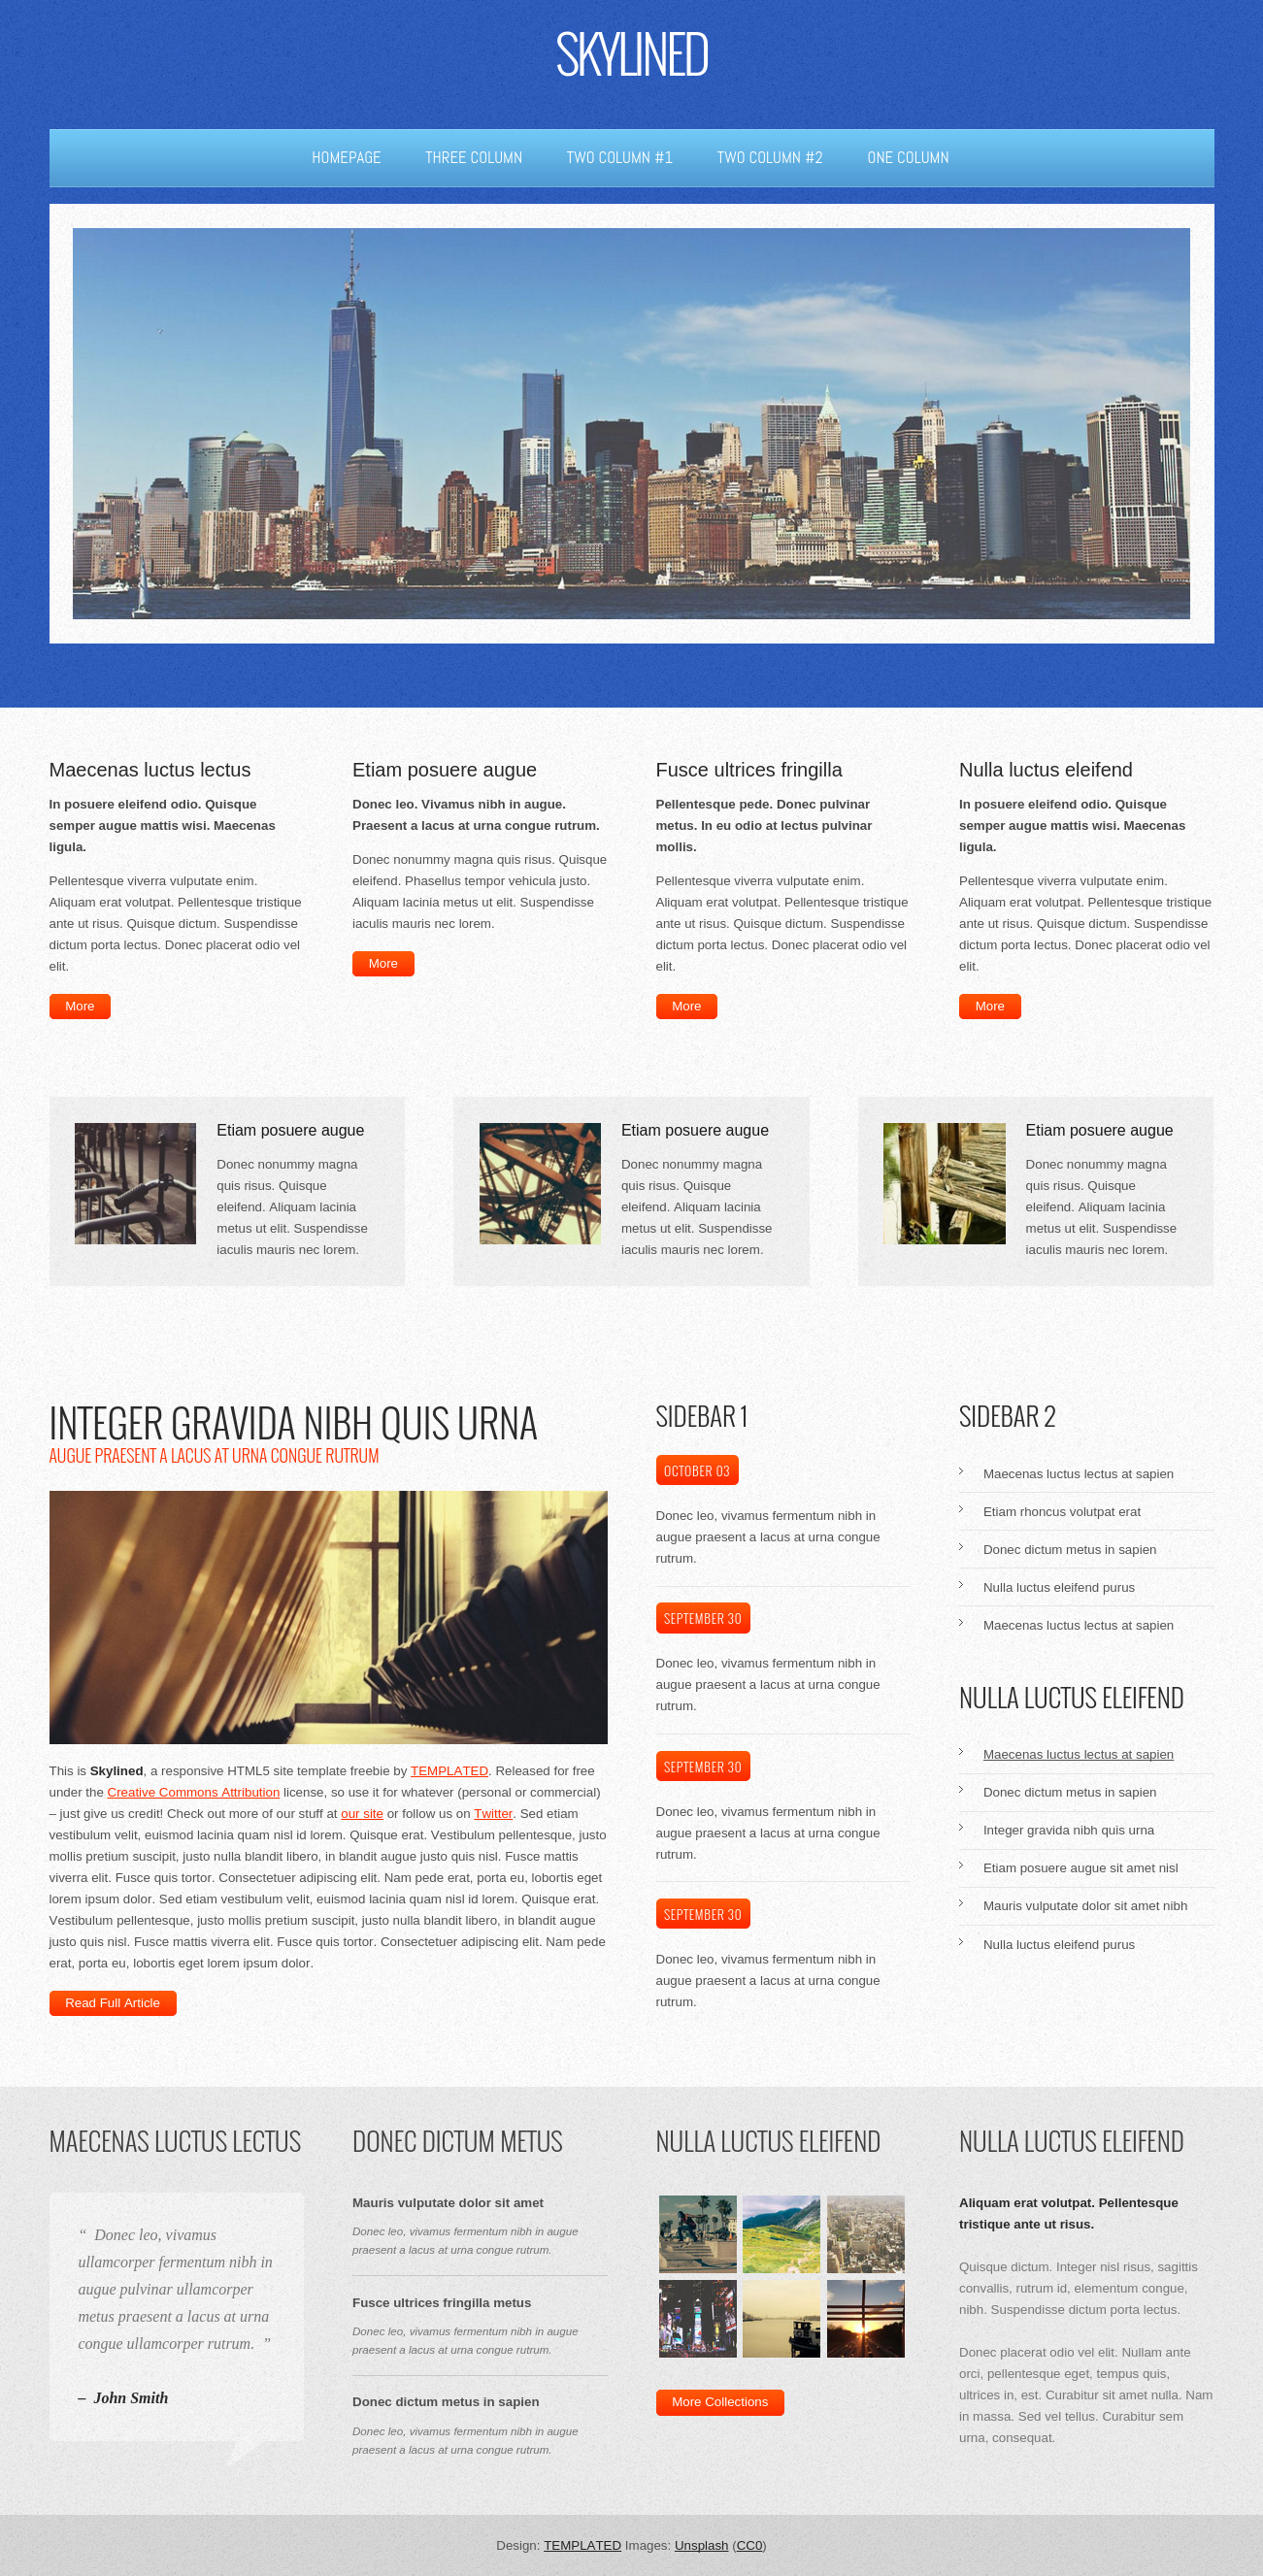 SKYLINED
HOMEPAGE THREE COLUMN TWO COLUMN #1 TWO COLUMN #2 ONE COLUMN
Maecenas luctus lectus
In posuere eleifend odio. Quisque
semper augue mattis wisi. Maecenas
ligula.
Pellentesque viverra vulputate enim.
Aliquam erat volutpat. Pellentesque tristique
ante ut risus. Quisque dictum. Suspendisse
dictum porta lectus. Donec placerat odio vel
elit.
More
Etiam posuere augue
Donec leo. Vivamus nibh in augue.
Praesent a lacus at urna congue rutrum.
Donec nonummy magna quis risus. Quisque
eleifend. Phasellus tempor vehicula justo.
Aliquam lacinia metus ut elit. Suspendisse
iaculis mauris nec lorem.
More
Fusce ultrices fringilla
Pellentesque pede. Donec pulvinar
metus. In eu odio at lectus pulvinar
mollis.
Pellentesque viverra vulputate enim.
Aliquam erat volutpat. Pellentesque tristique
ante ut risus. Quisque dictum. Suspendisse
dictum porta lectus. Donec placerat odio vel
elit.
More
Nulla luctus eleifend
In posuere eleifend odio. Quisque
semper augue mattis wisi. Maecenas
ligula.
Pellentesque viverra vulputate enim.
Aliquam erat volutpat. Pellentesque tristique
ante ut risus. Quisque dictum. Suspendisse
dictum porta lectus. Donec placerat odio vel
elit.
More
Etiam posuere augue
Donec nonummy magna
quis risus. Quisque
eleifend. Aliquam lacinia
metus ut elit. Suspendisse
iaculis mauris nec lorem.
Etiam posuere augue
Donec nonummy magna
quis risus. Quisque
eleifend. Aliquam lacinia
metus ut elit. Suspendisse
iaculis mauris nec lorem.
Etiam posuere augue
Donec nonummy magna
quis risus. Quisque
eleifend. Aliquam lacinia
metus ut elit. Suspendisse
iaculis mauris nec lorem.
INTEGER GRAVIDA NIBH QUIS URNA
AUGUE PRAESENT A LACUS AT URNA CONGUE RUTRUM
This is Skylined, a responsive HTML5 site template freebie by TEMPLATED. Released for free
under the Creative Commons Attribution license, so use it for whatever (personal or commercial)
– just give us credit! Check out more of our stuff at our site or follow us on Twitter. Sed etiam
vestibulum velit, euismod lacinia quam nisl id lorem. Quisque erat. Vestibulum pellentesque, justo
mollis pretium suscipit, justo nulla blandit libero, in blandit augue justo quis nisl. Fusce mattis
viverra elit. Fusce quis tortor. Consectetuer adipiscing elit. Nam pede erat, porta eu, lobortis eget
lorem ipsum dolor. Sed etiam vestibulum velit, euismod lacinia quam nisl id lorem. Quisque erat.
Vestibulum pellentesque, justo mollis pretium suscipit, justo nulla blandit libero, in blandit augue
justo quis nisl. Fusce mattis viverra elit. Fusce quis tortor. Consectetuer adipiscing elit. Nam pede
erat, porta eu, lobortis eget lorem ipsum dolor.
Read Full Article
SIDEBAR 1
OCTOBER 03
Donec leo, vivamus fermentum nibh in
augue praesent a lacus at urna congue
rutrum.
SEPTEMBER 30
Donec leo, vivamus fermentum nibh in
augue praesent a lacus at urna congue
rutrum.
SEPTEMBER 30
Donec leo, vivamus fermentum nibh in
augue praesent a lacus at urna congue
rutrum.
SEPTEMBER 30
Donec leo, vivamus fermentum nibh in
augue praesent a lacus at urna congue
rutrum.
SIDEBAR 2
Maecenas luctus lectus at sapien
Etiam rhoncus volutpat erat
Donec dictum metus in sapien
Nulla luctus eleifend purus
Maecenas luctus lectus at sapien
NULLA LUCTUS ELEIFEND
Maecenas luctus lectus at sapien
Donec dictum metus in sapien
Integer gravida nibh quis urna
Etiam posuere augue sit amet nisl
Mauris vulputate dolor sit amet nibh
Nulla luctus eleifend purus
MAECENAS LUCTUS LECTUS
“ Donec leo, vivamus
ullamcorper fermentum nibh in
augue pulvinar ullamcorper
metus praesent a lacus at urna
congue ullamcorper rutrum. ”
– John Smith
DONEC DICTUM METUS
Mauris vulputate dolor sit amet
Donec leo, vivamus fermentum nibh in augue
praesent a lacus at urna congue rutrum.
Fusce ultrices fringilla metus
Donec leo, vivamus fermentum nibh in augue
praesent a lacus at urna congue rutrum.
Donec dictum metus in sapien
Donec leo, vivamus fermentum nibh in augue
praesent a lacus at urna congue rutrum.
NULLA LUCTUS ELEIFEND
More Collections
NULLA LUCTUS ELEIFEND
Aliquam erat volutpat. Pellentesque
tristique ante ut risus.
Quisque dictum. Integer nisl risus, sagittis
convallis, rutrum id, elementum congue,
nibh. Suspendisse dictum porta lectus.
Donec placerat odio vel elit. Nullam ante
orci, pellentesque eget, tempus quis,
ultrices in, est. Curabitur sit amet nulla. Nam
in massa. Sed vel tellus. Curabitur sem
urna, consequat.
Design: TEMPLATED Images: Unsplash (CC0)